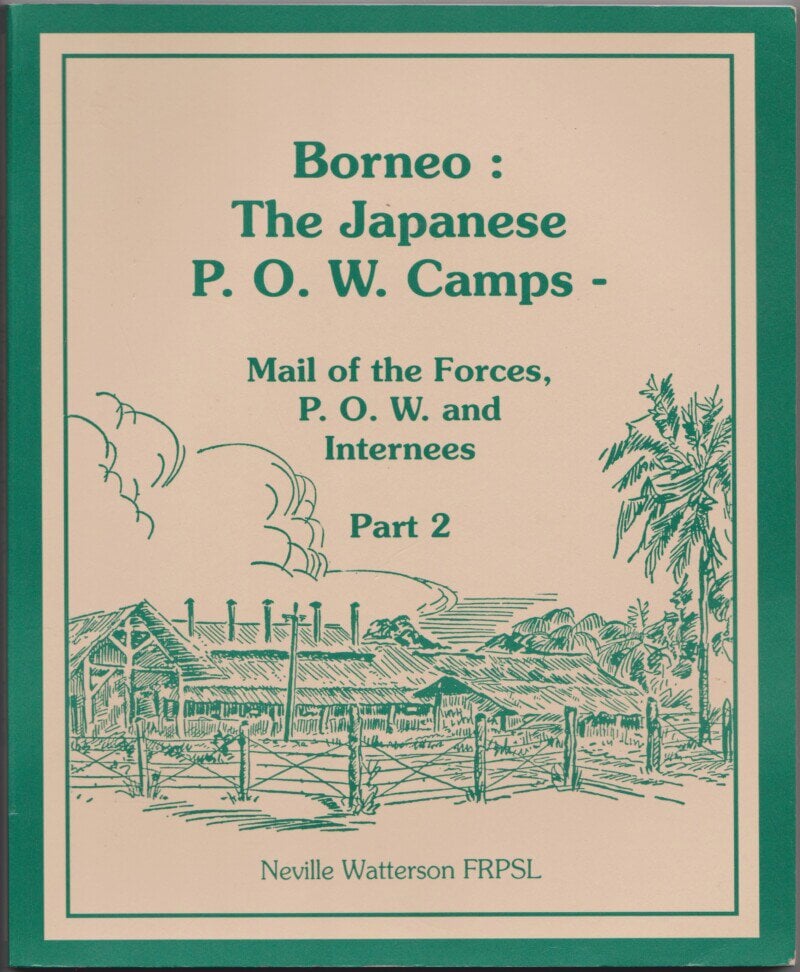 Borneo :
The Japanese
P. O. W. Camps -
Mail of the Forces,
P. O. W. and
Internees
Part 2
Neville Watterson FRPSL